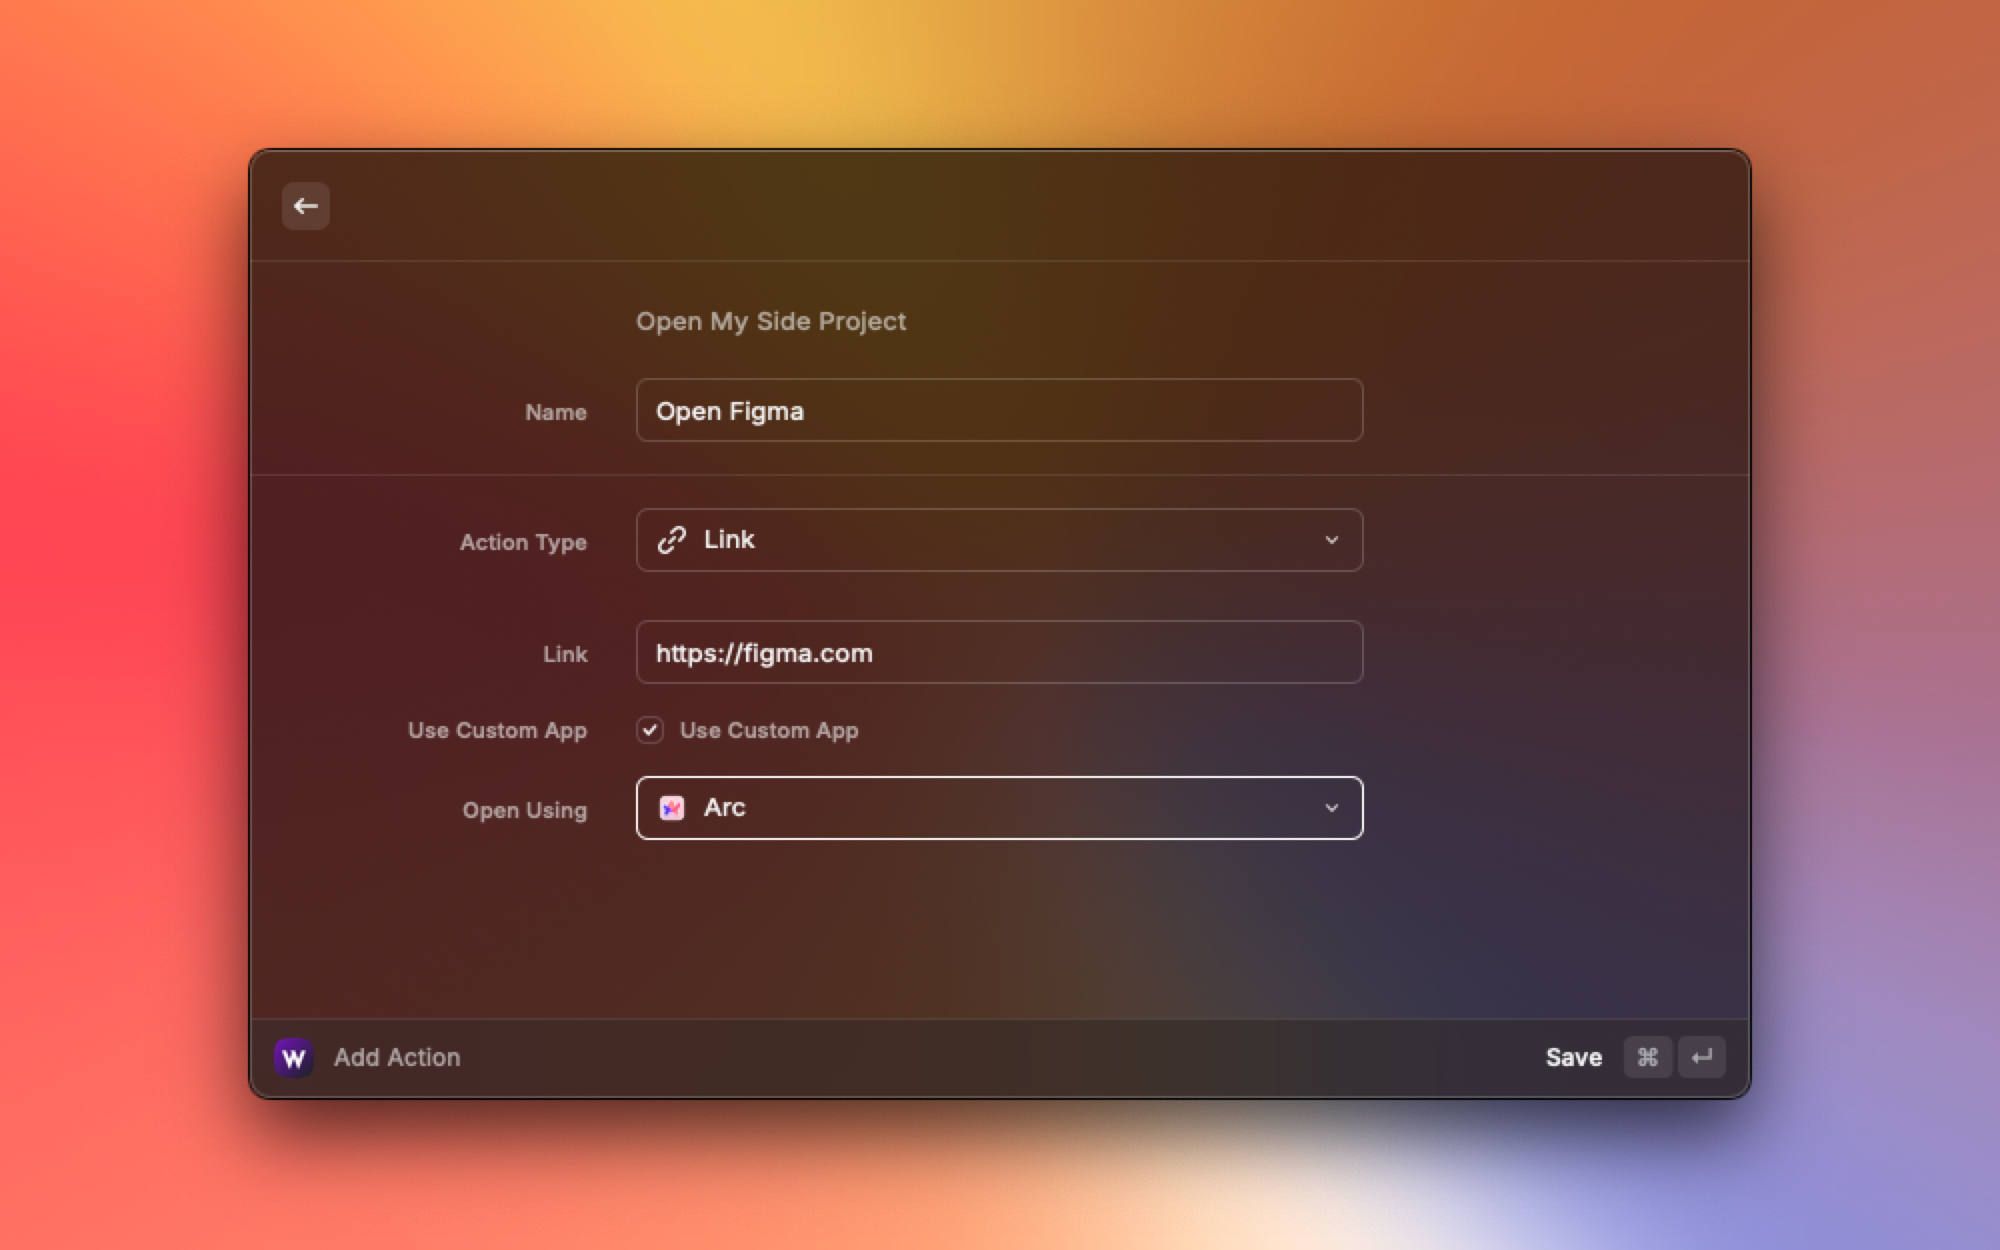 Open My Side Project
Name Open Figma
Action Type Link
Link https://figma.com
Use Custom App Use Custom App
Open Using Arc
W Add Action Save ⌘ ↵